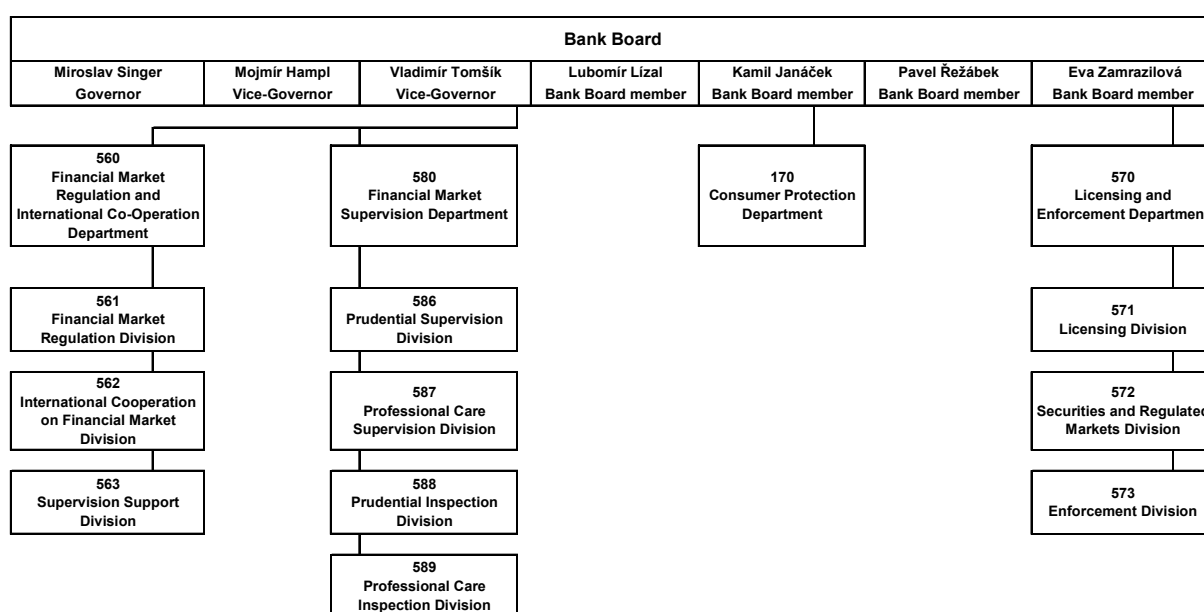 Bank Board
Miroslav Singer
Governor
Mojmír Hampl
Vice-Governor
Vladimír Tomšík
Vice-Governor
Lubomír Lízal
Bank Board member
Kamil Janáček
Bank Board member
Pavel Řežábek
Bank Board member
Eva Zamrazilová
Bank Board member
560
Financial Market
Regulation and
International Co-Operation
Department
580
Financial Market
Supervision Department
170
Consumer Protection
Department
570
Licensing and
Enforcement Departmen
561
Financial Market
Regulation Division
586
Prudential Supervision
Division
571
Licensing Division
562
International Cooperation
on Financial Market
Division
587
Professional Care
Supervision Division
572
Securities and Regulated
Markets Division
563
Supervision Support
Division
588
Prudential Inspection
Division
573
Enforcement Division
589
Professional Care
Inspection Division